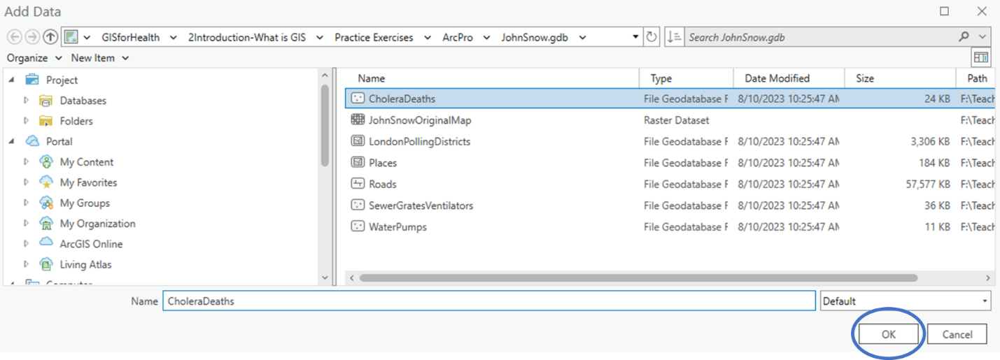 Add Data
GISforHealth 2Introduction-What is GIS Practice Exercises ArcPro JohnSnow.gdb Search JohnSnow.gdb
Organize New Item
Project
Databases
Folders
Portal
My Content
My Favorites
My Groups
My Organization
ArcGIS Online
Living Atlas
Computer
Name Type Date Modified Size Path
CholeraDeaths File Geodatabase F 8/10/2023 10:25:47 AM 24 KB F:\Teach
JohnSnowOriginalMap Raster Dataset F:\Teach
LondonPollingDistricts File Geodatabase F 8/10/2023 10:25:47 AM 3,306 KB F:\Teach
Places File Geodatabase F 8/10/2023 10:25:47 AM 184 KB F:\Teach
Roads File Geodatabase F 8/10/2023 10:25:47 AM 57,577 KB F:\Teach
SewerGratesVentilators File Geodatabase F 8/10/2023 10:25:47 AM 36 KB F:\Teach
WaterPumps File Geodatabase F 8/10/2023 10:25:47 AM 11 KB F:\Teach
Name CholeraDeaths Default
OK Cancel